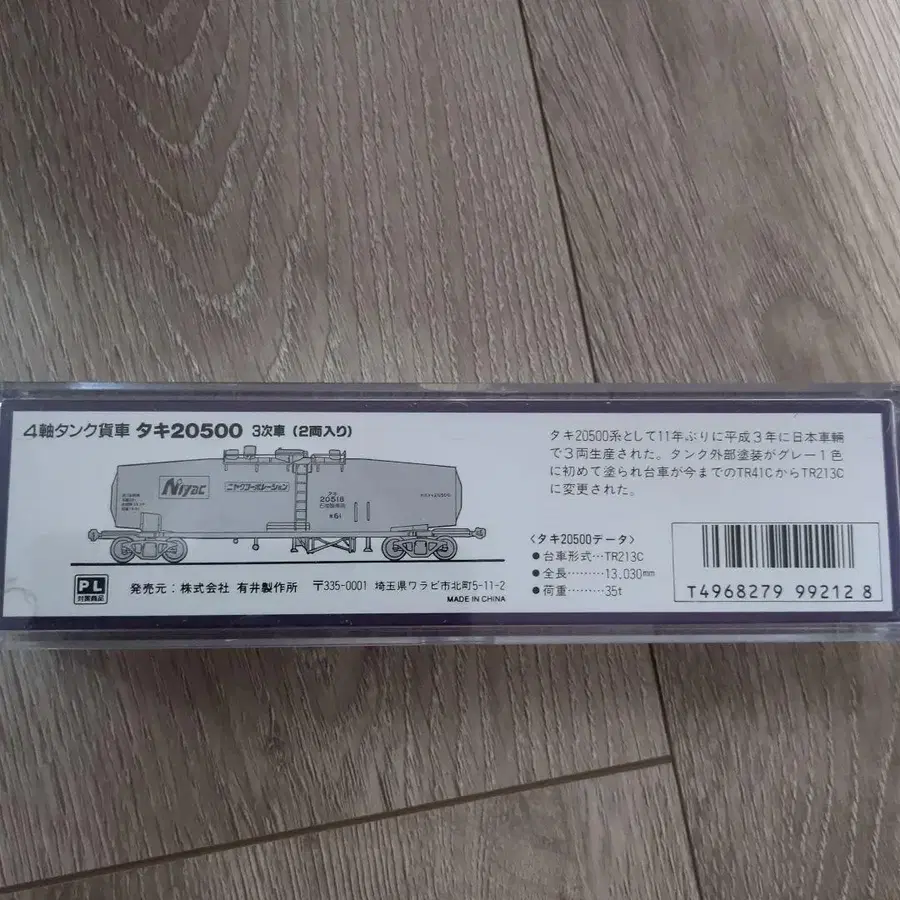 4軸タンク貨車 タキ20500 3次車 (2両入り)
タキ20500系として11年ぶりに平成3年に日本車輛
で3両生産された。タンク外部塗装がグレー1色
に初めて塗られ台車が今までのTR41CからTR213C
に変更された。
Niyac
ニヤクコーポレーション
タキ
20518
〈タキ20500データ〉
●台車形式…TR213C
●全長………13,030mm
●荷重………35t
PL
対策商品
発売元:株式会社 有井製作所 〒335-0001 埼玉県ワラビ市北町5-11-2
MADE IN CHINA
T4968279 99212 8